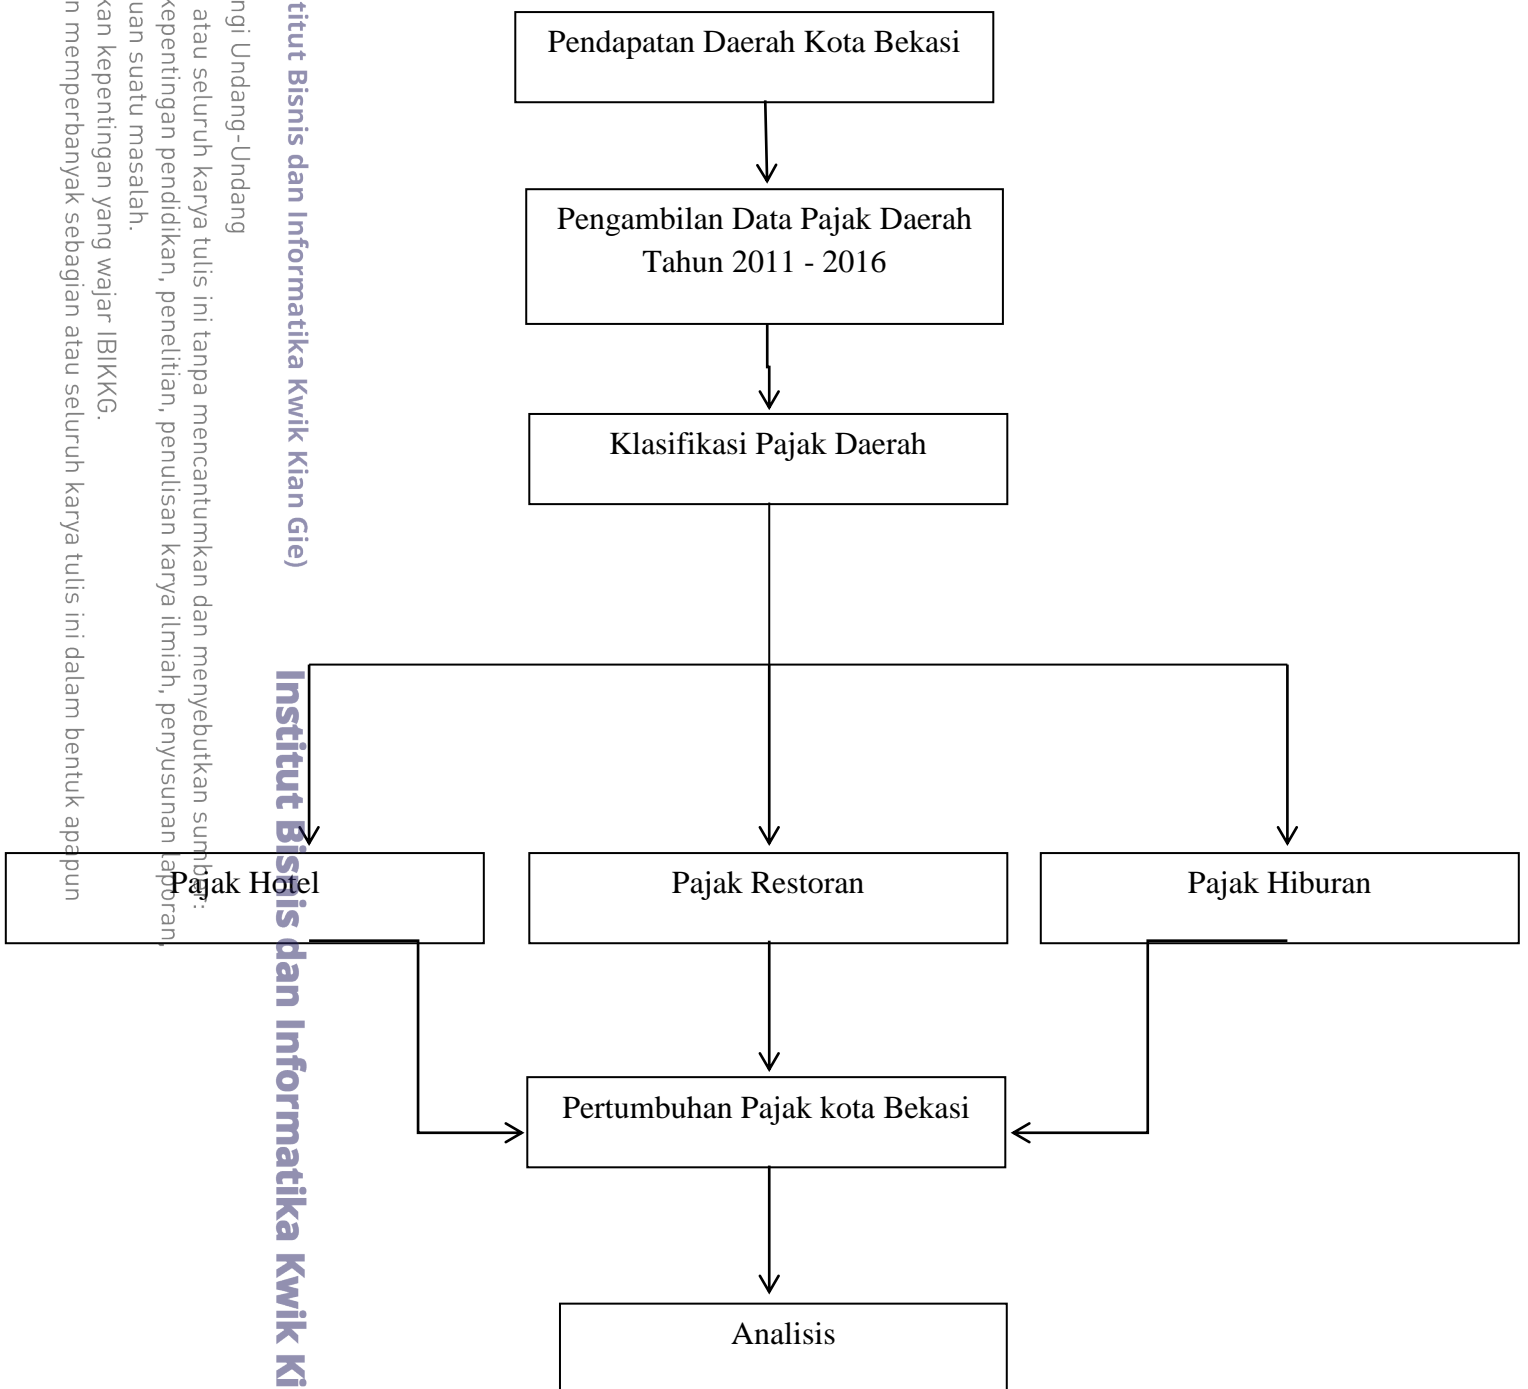 Pendapatan Daerah Kota Bekasi
Pengambilan Data Pajak Daerah
Tahun 2011 - 2016
Klasifikasi Pajak Daerah
Pajak Hotel
Pajak Restoran
Pajak Hiburan
Pertumbuhan Pajak kota Bekasi
Analisis
titut Bisnis dan Informatika Kwik Kian Gie)
ngi Undang-Undang
atau seluruh karya tulis ini tanpa mencantumkan dan menyebutkan sumber:
kepentingan pendidikan, penelitian, penulisan karya ilmiah, penyusunan laporan,
uan suatu masalah.
kan kepentingan yang wajar IBIKKG.
n memperbanyak sebagian atau seluruh karya tulis ini dalam bentuk apapun
Institut Bisnis dan Informatika Kwik Ki